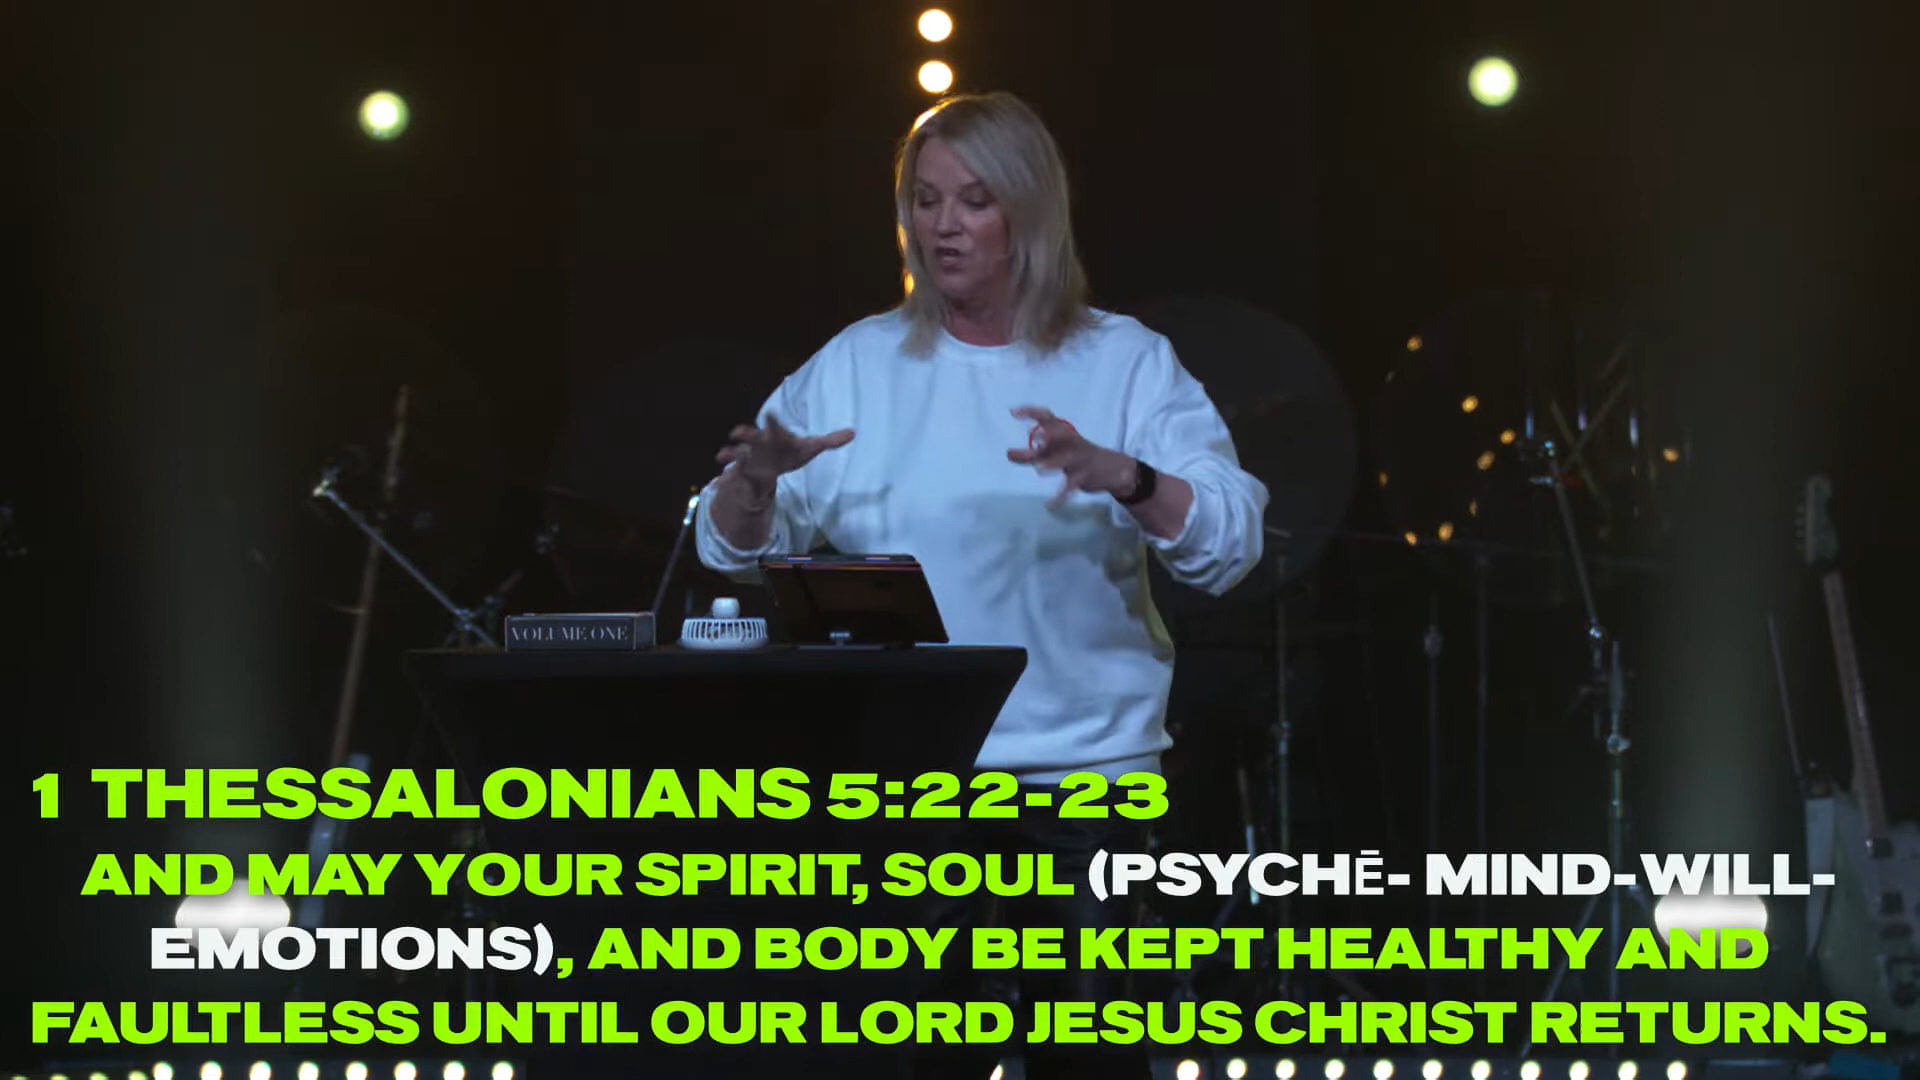 VOLUME ONE
1 THESSALONIANS 5:22-23
AND MAY YOUR SPIRIT, SOUL (PSYCHĒ- MIND-WILL-
EMOTIONS), AND BODY BE KEPT HEALTHY AND
FAULTLESS UNTIL OUR LORD JESUS CHRIST RETURNS.